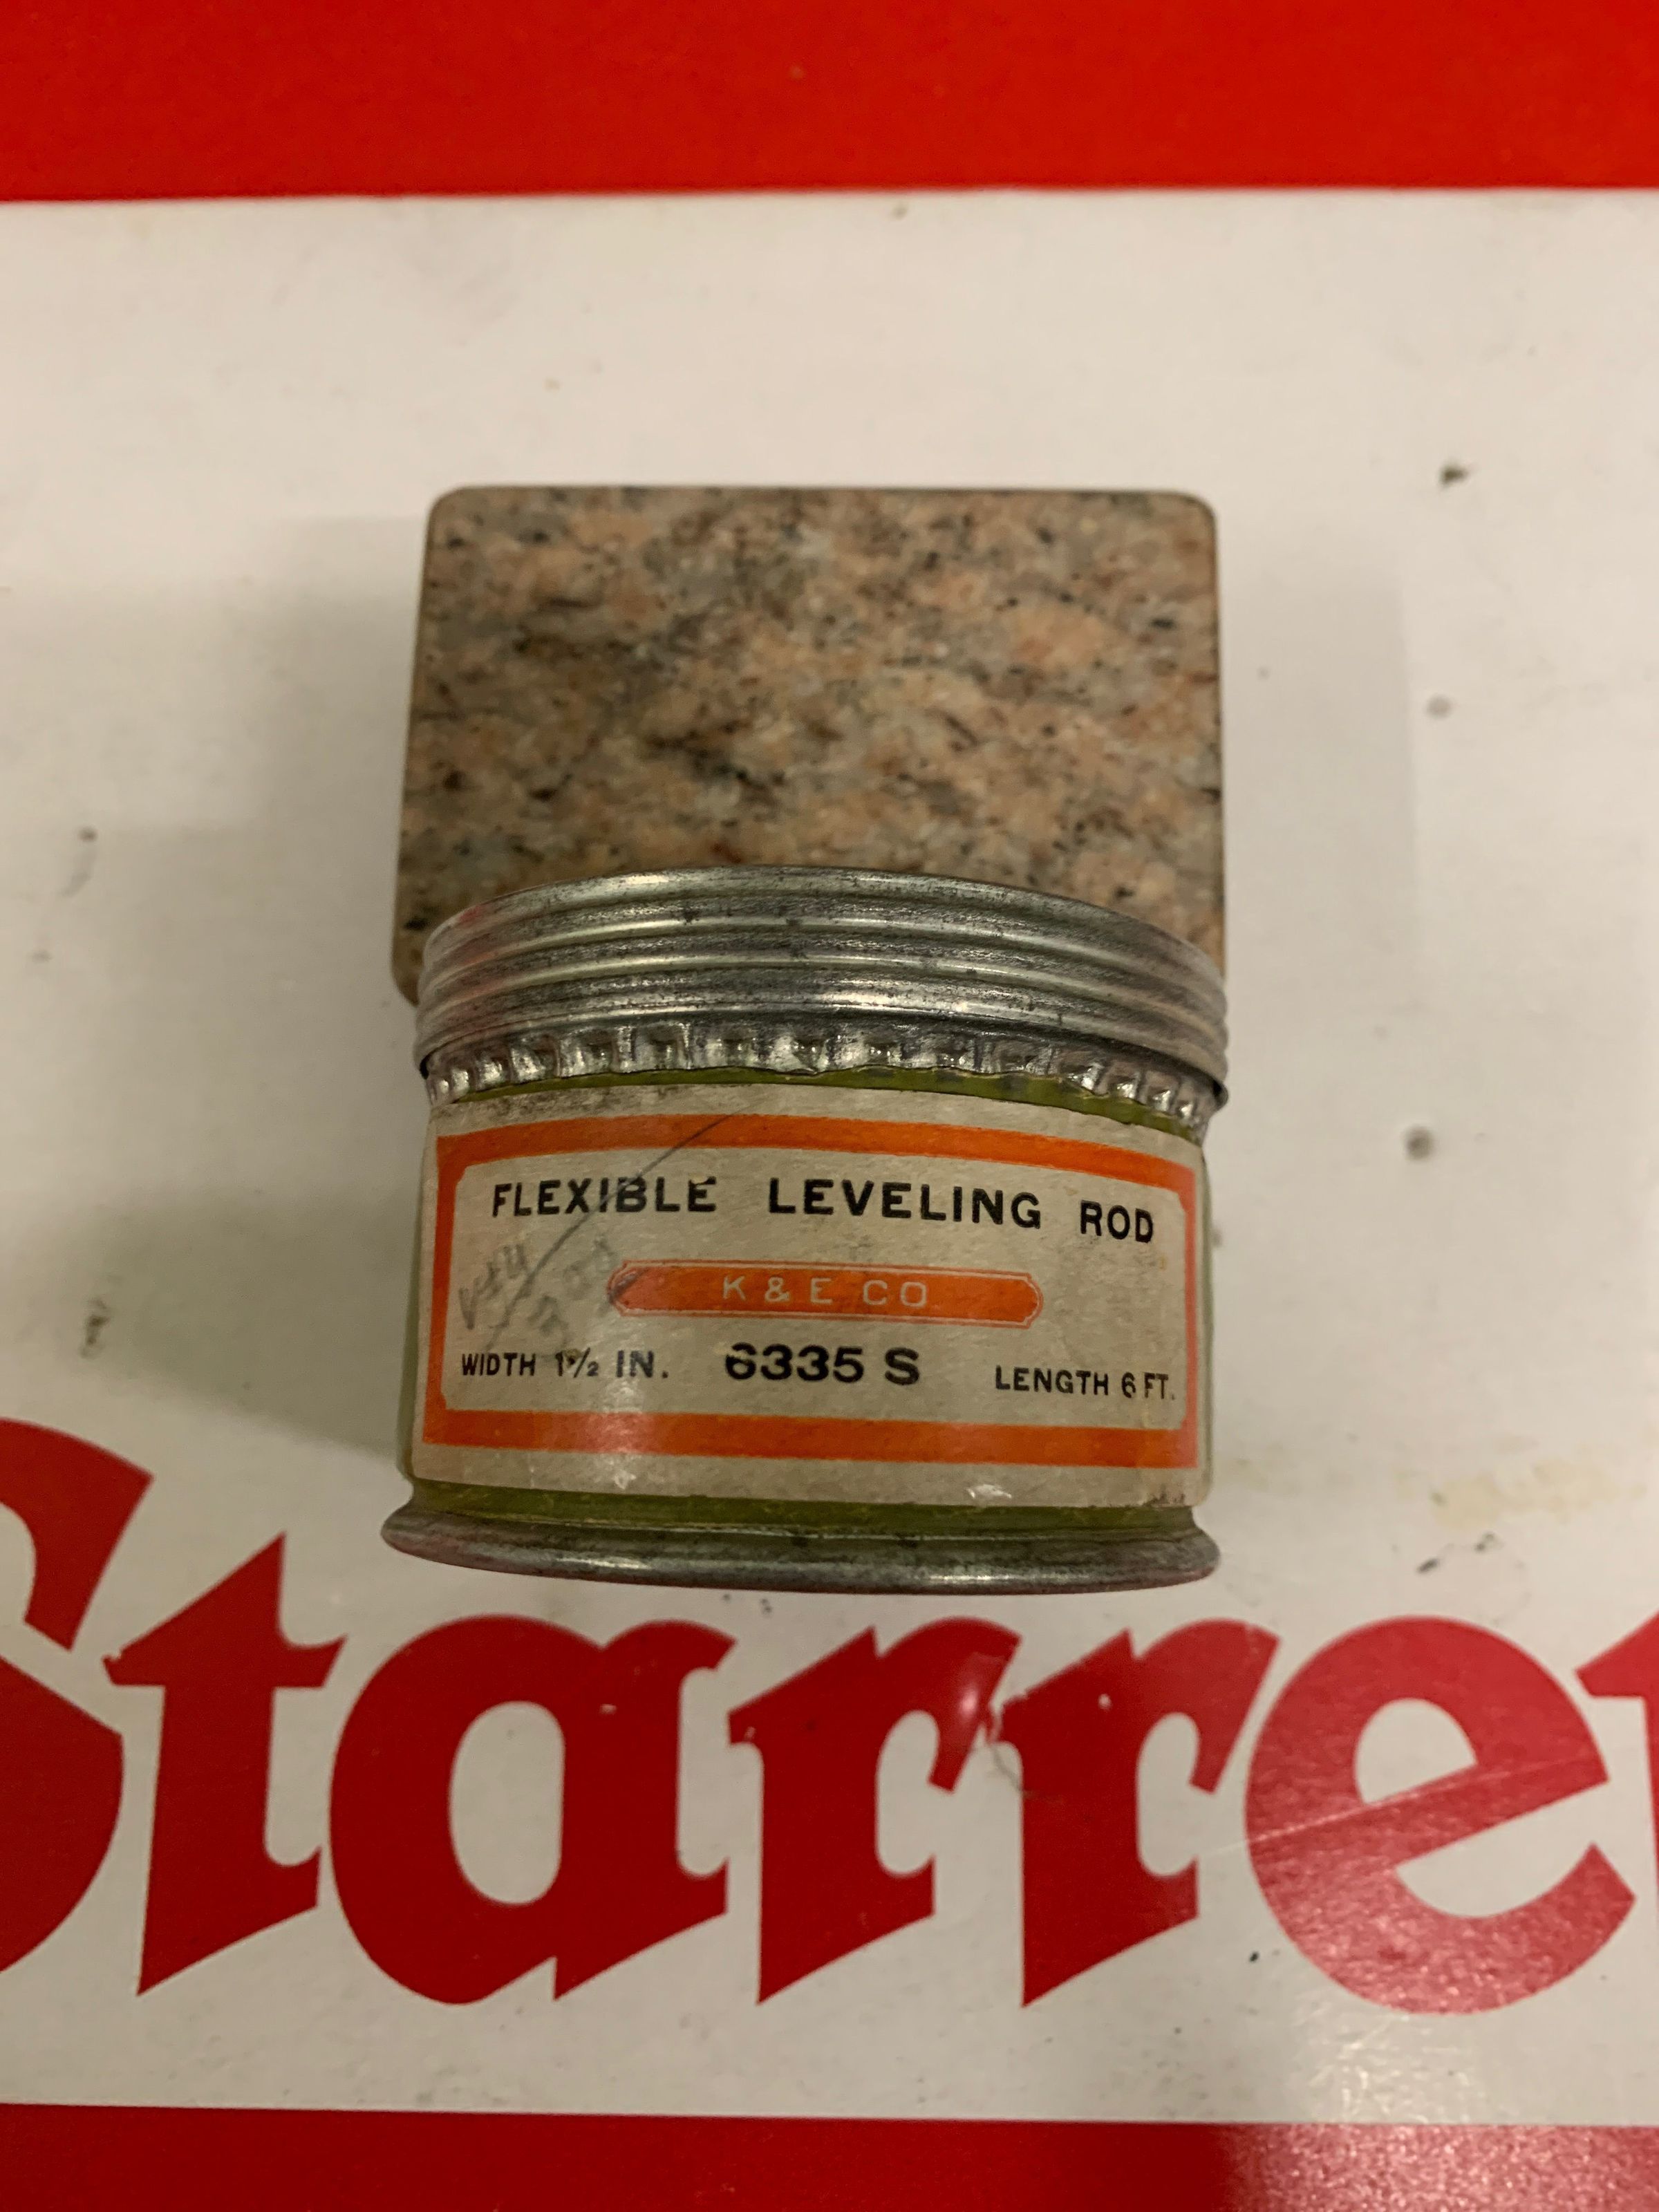 FLEXIBLE LEVELING ROD
K & E CO
WIDTH 1½ IN. 6335 S LENGTH 6 FT.
Starre